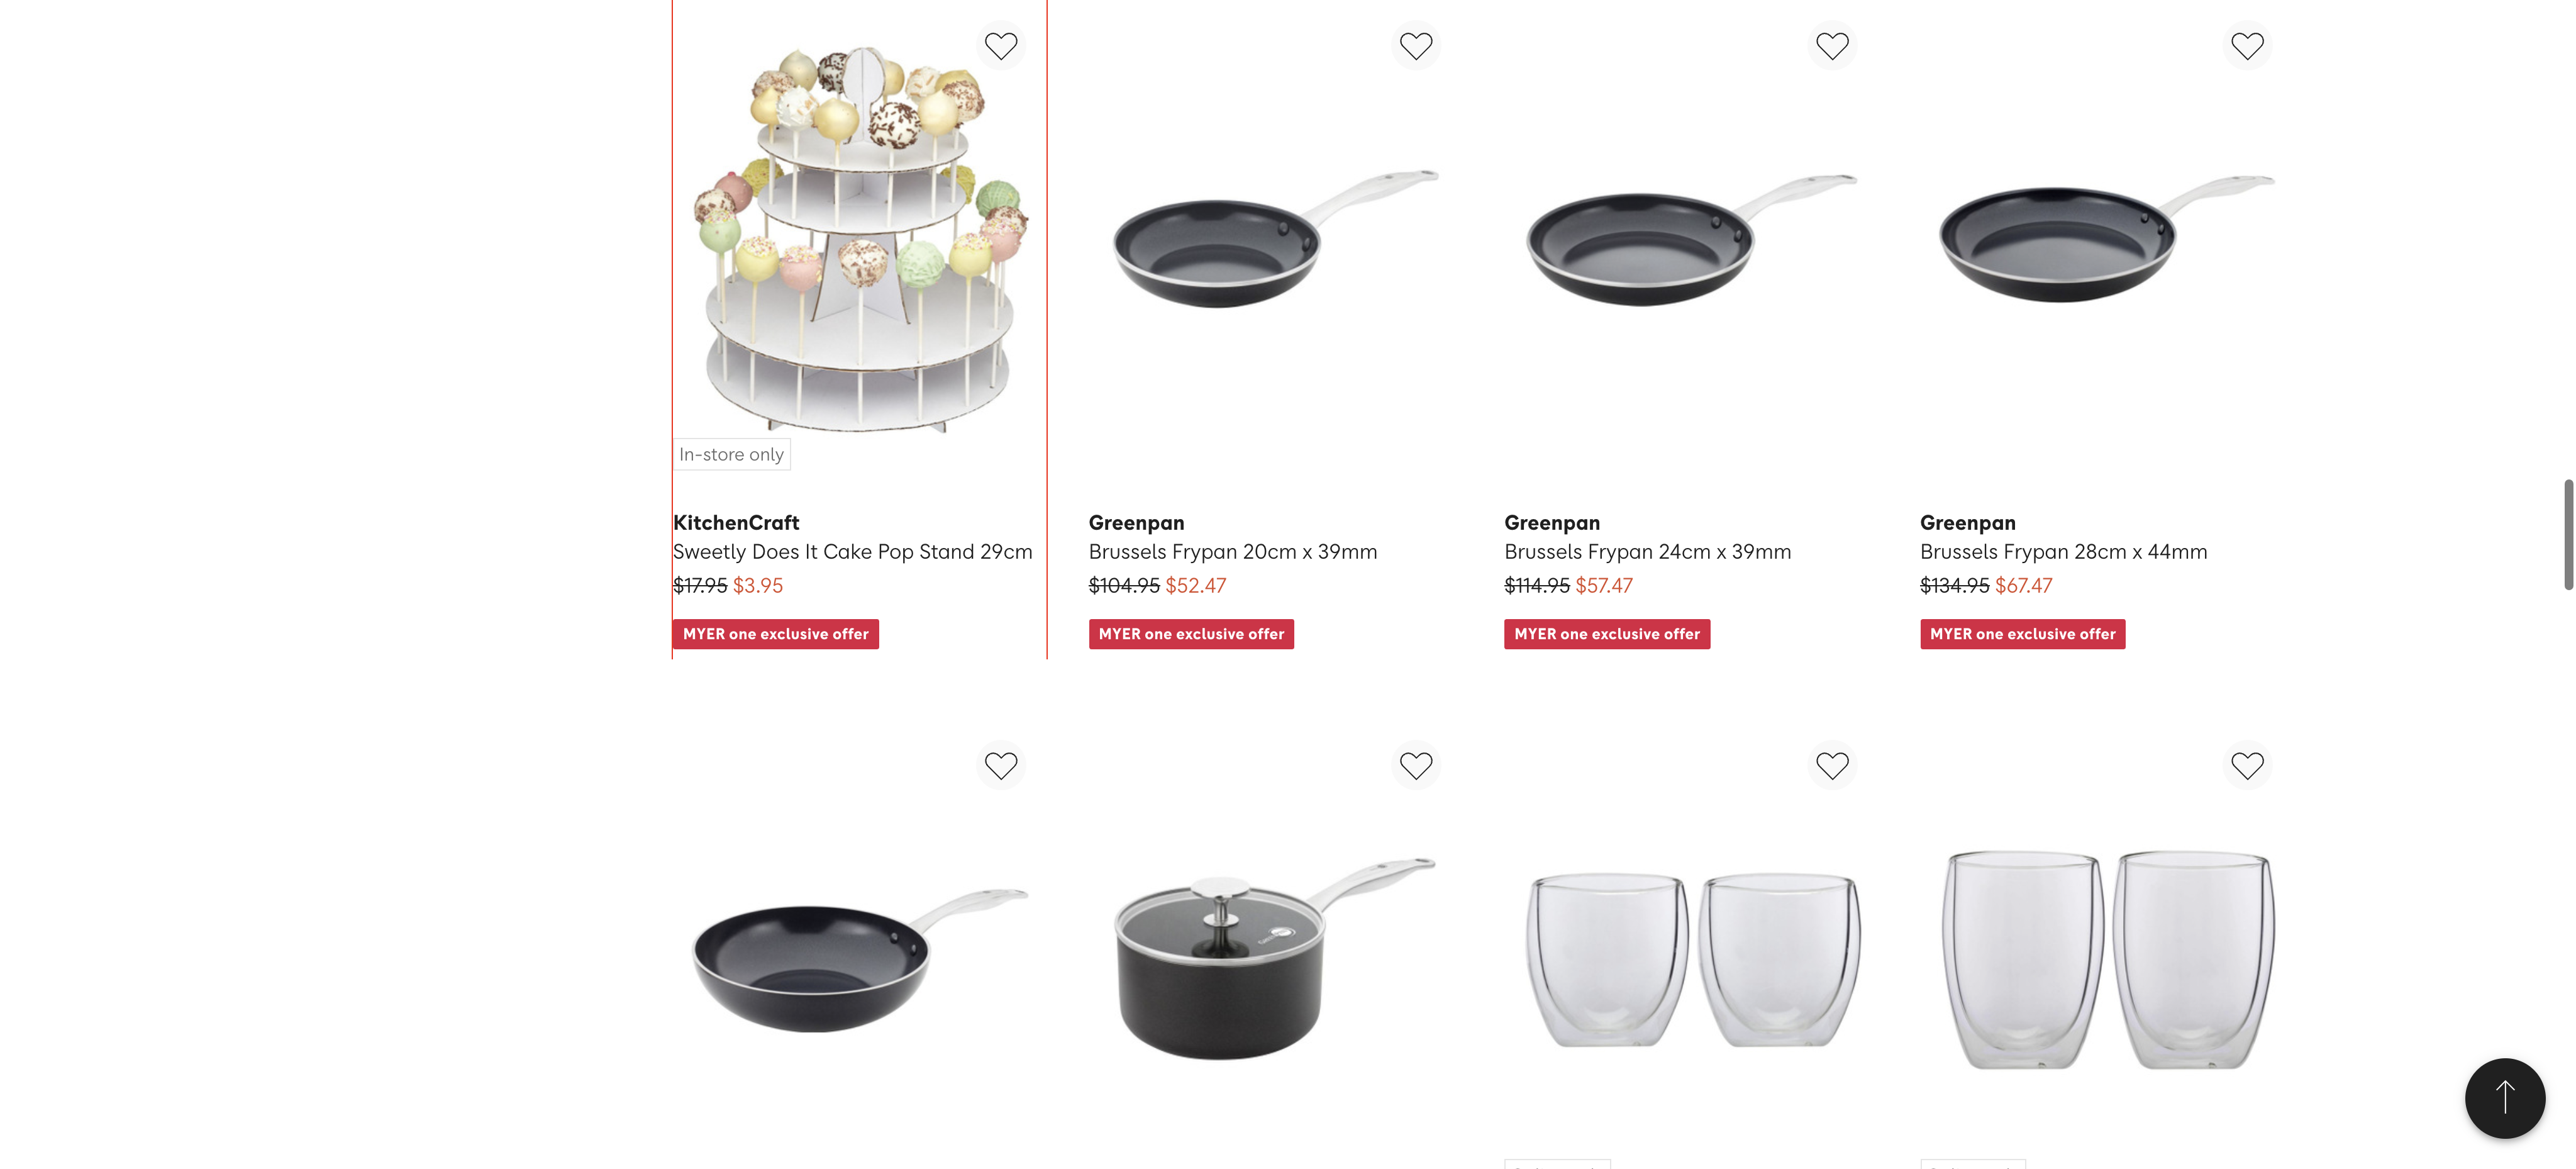 In-store only
KitchenCraft
Sweetly Does It Cake Pop Stand 29cm
$17.95 $3.95
MYER one exclusive offer
Greenpan
Brussels Frypan 20cm x 39mm
$104.95 $52.47
MYER one exclusive offer
Greenpan
Brussels Frypan 24cm x 39mm
$114.95 $57.47
MYER one exclusive offer
Greenpan
Brussels Frypan 28cm x 44mm
$134.95 $67.47
MYER one exclusive offer